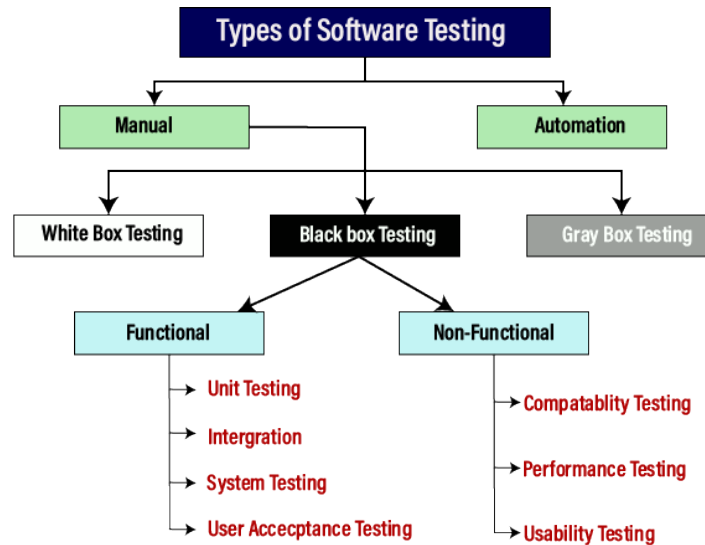 Types of Software Testing
Manual
Automation
White Box Testing
Black box Testing
Gray Box Testing
Functional
Non-Functional
Unit Testing
Intergration
System Testing
User Accecptance Testing
Compatablity Testing
Performance Testing
Usability Testing